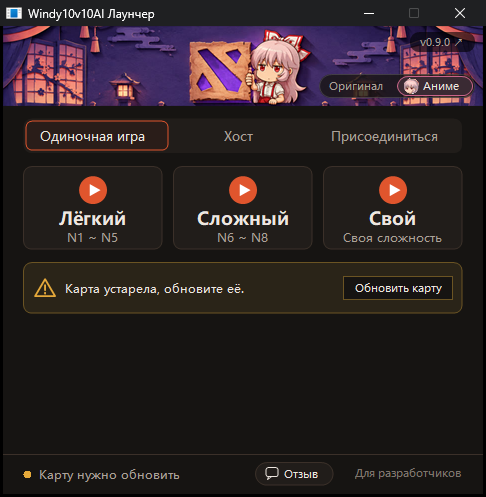 Windy10v10AI Лаунчер
v0.9.0 ↗
Оригинал
Аниме
Одиночная игра
Хост
Присоединиться
Лёгкий
N1 ~ N5
Сложный
N6 ~ N8
Свой
Своя сложность
Карта устарела, обновите её.
Обновить карту
Карту нужно обновить
Отзыв
Для разработчиков